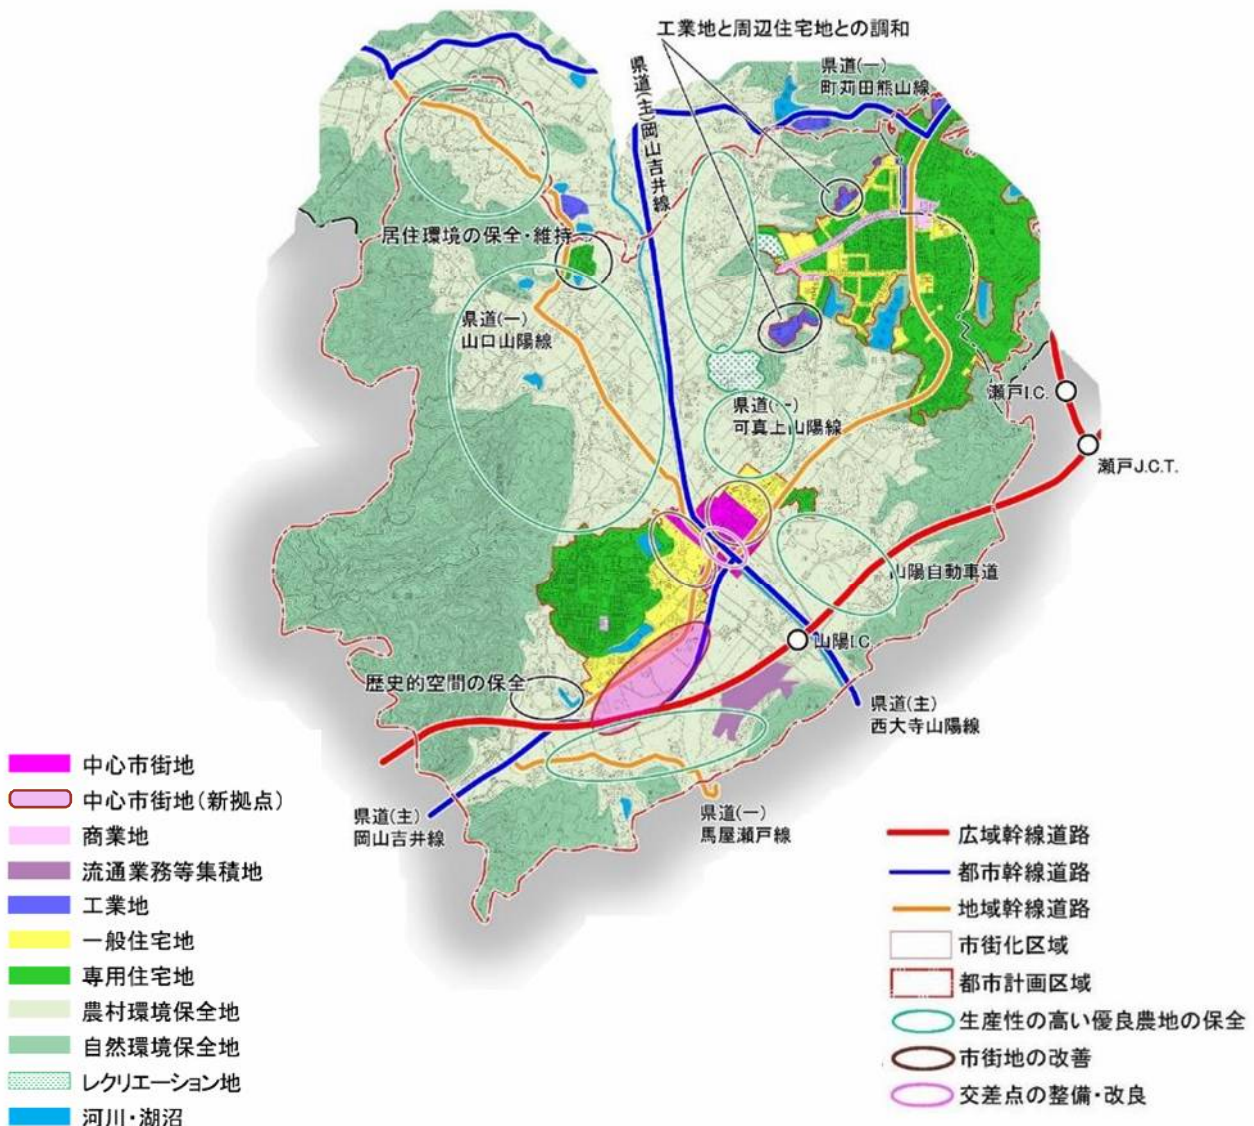 工業地と周辺住宅地との調和
県道(一)
町苅田熊山線
県道(主)岡山吉井線
居住環境の保全・維持
県道(一)
山口山陽線
瀬戸I.C.
県道(一)
可真上山陽線
瀬戸J.C.T.
山陽自動車道
山陽I.C.
歴史的空間の保全
県道(主)
西大寺山陽線
県道(主)
岡山吉井線
県道(一)
馬屋瀬戸線
中心市街地
中心市街地(新拠点)
商業地
流通業務等集積地
工業地
一般住宅地
専用住宅地
農村環境保全地
自然環境保全地
レクリエーション地
河川・湖沼
広域幹線道路
都市幹線道路
地域幹線道路
市街化区域
都市計画区域
生産性の高い優良農地の保全
市街地の改善
交差点の整備・改良